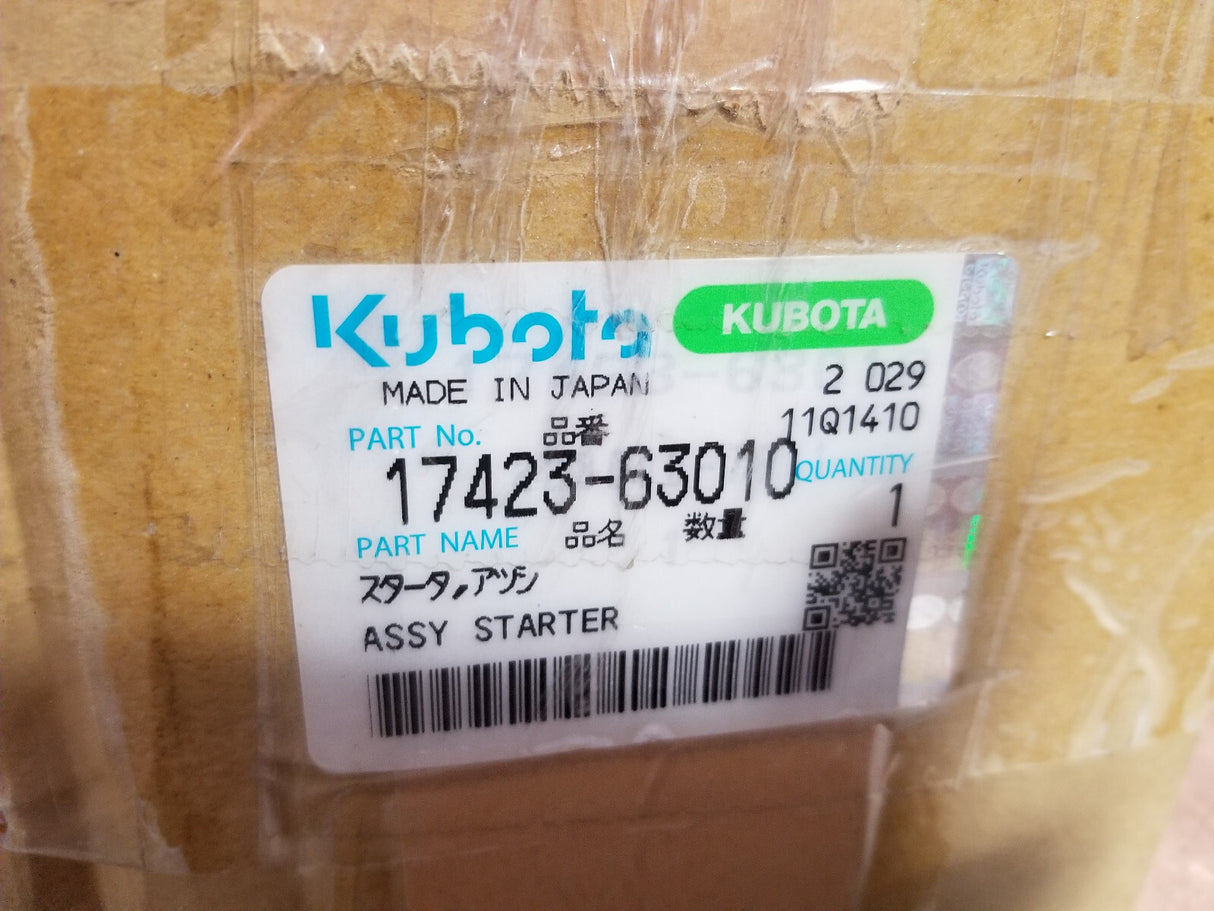 Kubota KUBOTA
MADE IN JAPAN 2 029
PART No. 品番 11Q1410
17423-63010 QUANTITY
1
PART NAME 品名 数量
スタータ,アツシ
ASSY STARTER